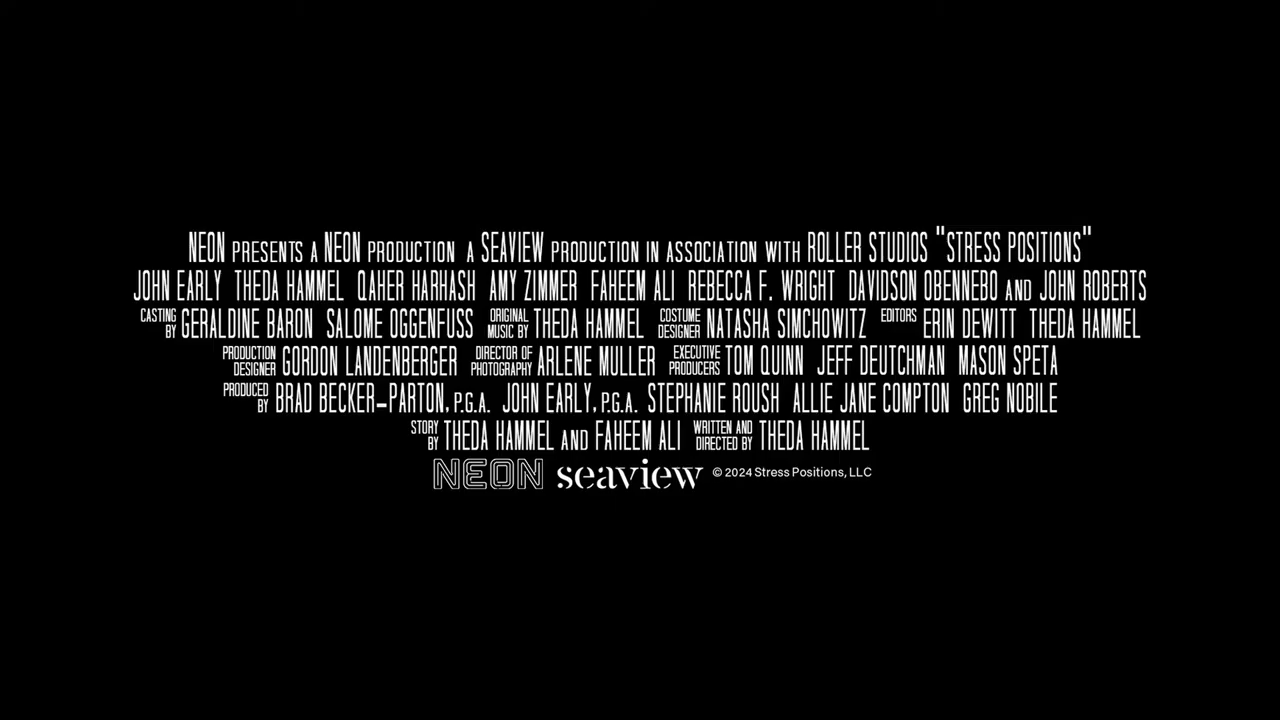 NEON PRESENTS A NEON PRODUCTION A SEAVIEW PRODUCTION IN ASSOCIATION WITH ROLLER STUDIOS "STRESS POSITIONS"
JOHN EARLY THEDA HAMMEL QAHER HARHASH AMY ZIMMER FAHEEM ALI REBECCA F. WRIGHT DAVIDSON OBENNEBO AND JOHN ROBERTS
CASTING BY GERALDINE BARON SALOME OGGENFUSS ORIGINAL MUSIC BY THEDA HAMMEL COSTUME DESIGNER NATASHA SIMCHOWITZ EDITORS ERIN DEWITT THEDA HAMMEL
PRODUCTION DESIGNER GORDON LANDENBERGER DIRECTOR OF PHOTOGRAPHY ARLENE MULLER EXECUTIVE PRODUCERS TOM QUINN JEFF DEUTCHMAN MASON SPETA
PRODUCED BY BRAD BECKER-PARTON, P.G.A. JOHN EARLY, P.G.A. STEPHANIE ROUSH ALLIE JANE COMPTON GREG NOBILE
STORY BY THEDA HAMMEL AND FAHEEM ALI WRITTEN AND DIRECTED BY THEDA HAMMEL
NEON seaview © 2024 Stress Positions, LLC